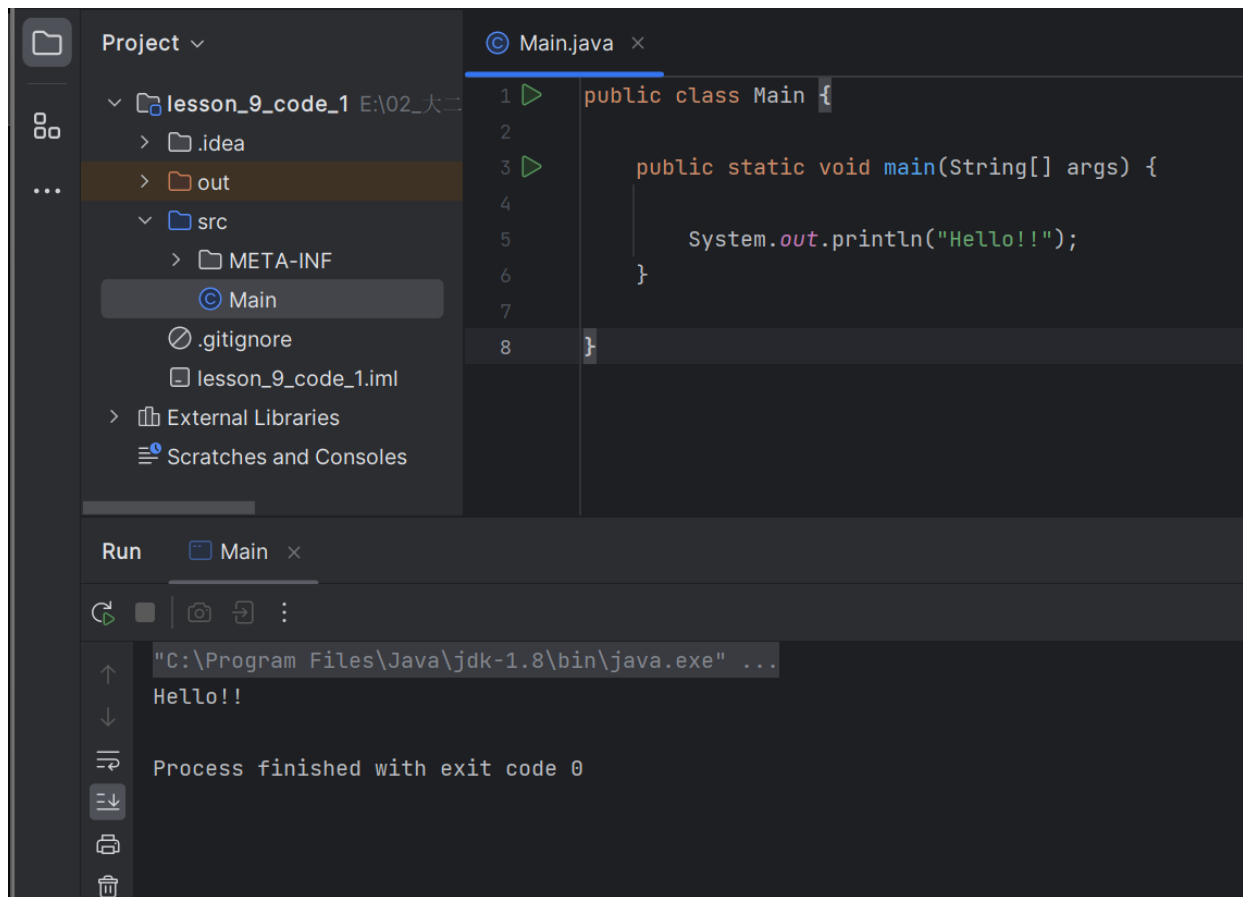 Project
lesson_9_code_1 E:\02_大二
.idea
out
src
META-INF
Main
.gitignore
lesson_9_code_1.iml
External Libraries
Scratches and Consoles
Main.java
1 public class Main {
2
3 public static void main(String[] args) {
4
5 System.out.println("Hello!!");
6 }
7
8 }
Run Main
"C:\Program Files\Java\jdk-1.8\bin\java.exe" ...
Hello!!
Process finished with exit code 0